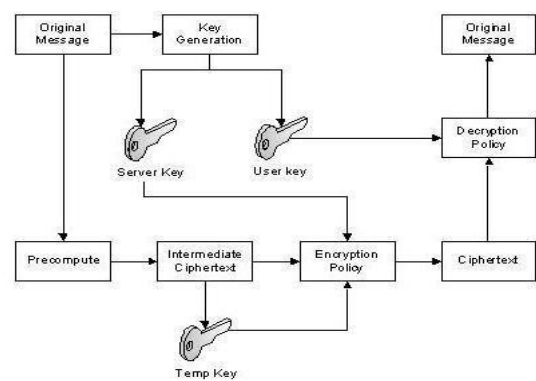 Original
Message
Key
Generation
Original
Message
Server Key
User key
Decryption
Policy
Precompute
Intermediate
Ciphertext
Encryption
Policy
Ciphertext
Temp Key